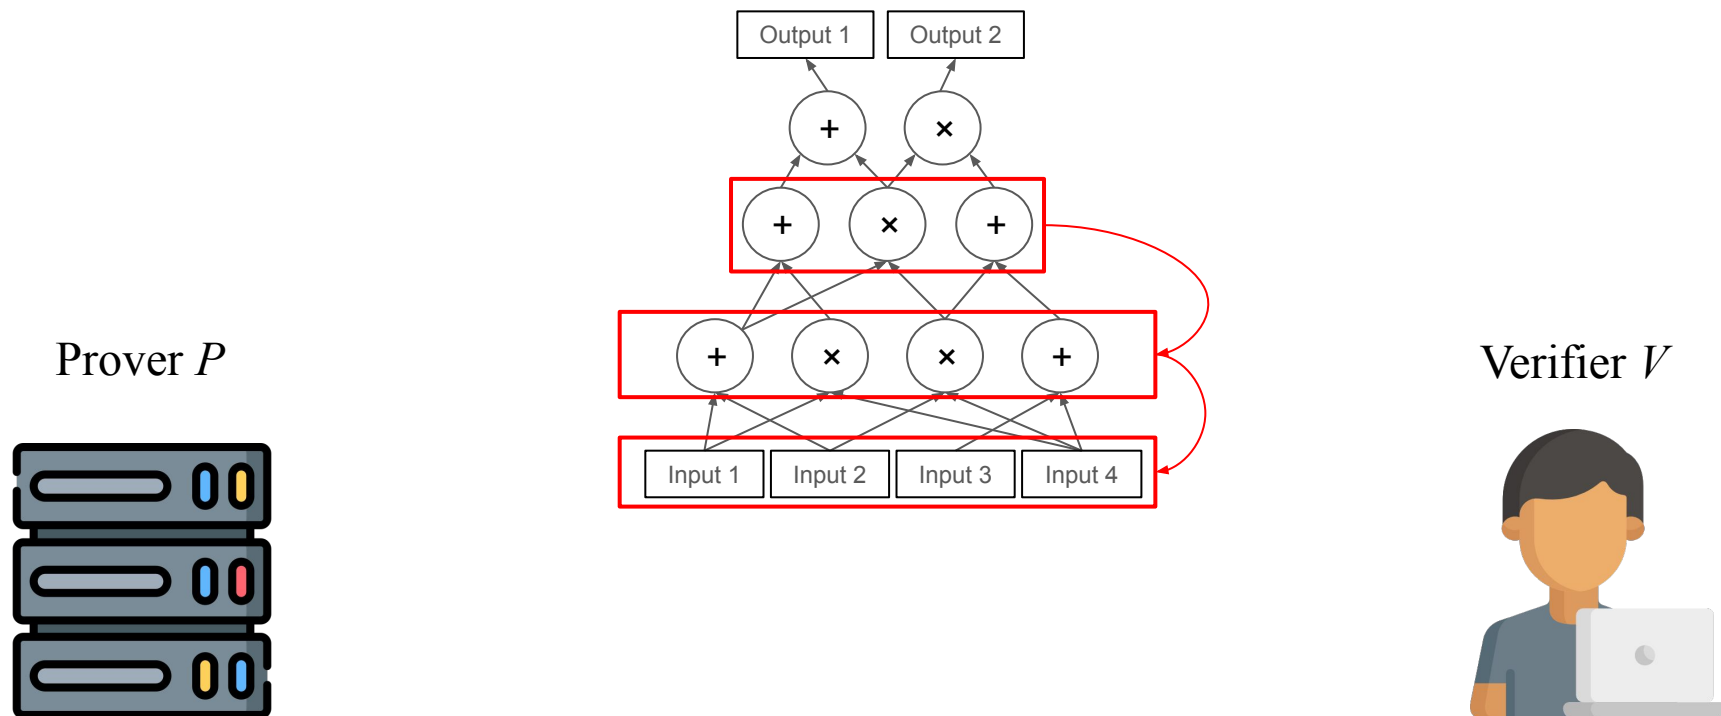 Output 1 Output 2
+ ×
+ × +
+ × × +
Prover P
Verifier V
Input 1 Input 2 Input 3 Input 4